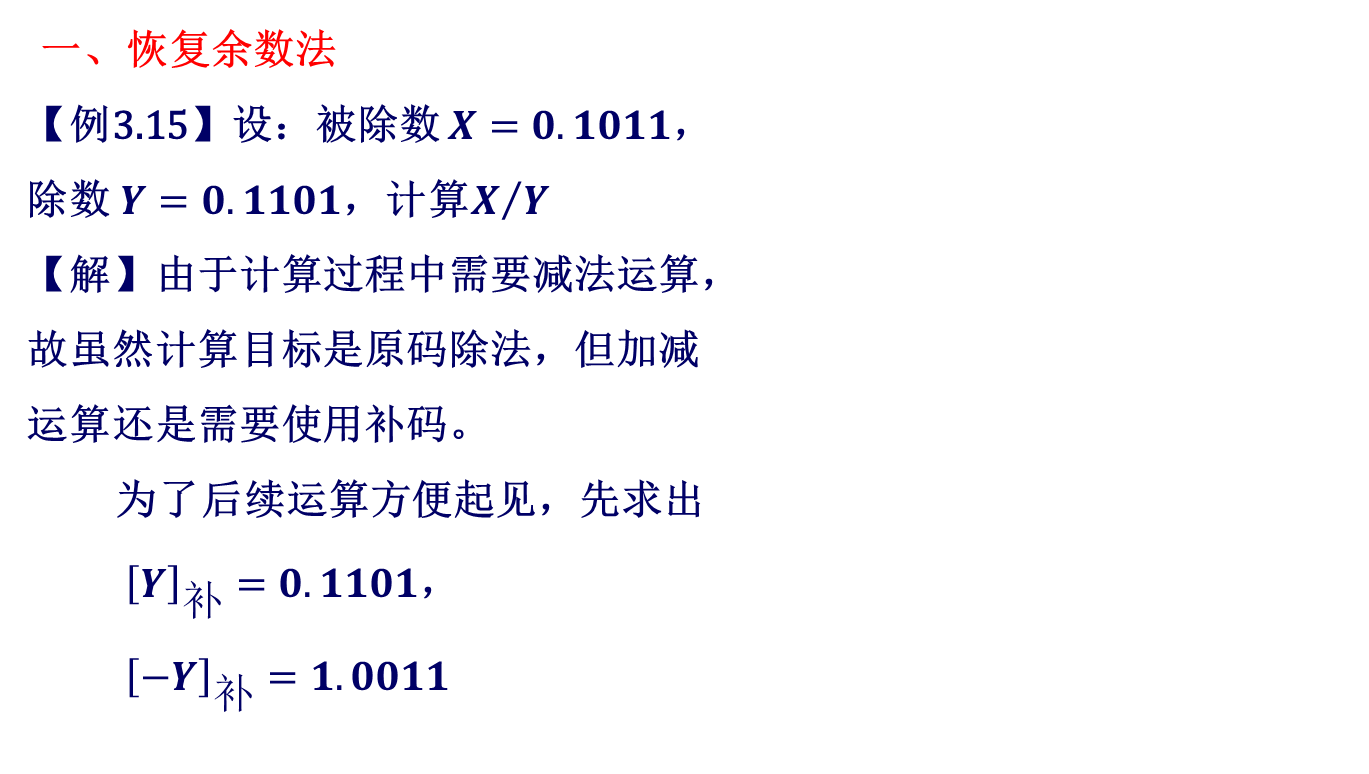 一、恢复余数法
【例3.15】设：被除数 X = 0.1011，
除数 Y = 0.1101，计算X/Y
【解】由于计算过程中需要减法运算，
故虽然计算目标是原码除法，但加减
运算还是需要使用补码。
为了后续运算方便起见，先求出
[Y]补 = 0.1101，
[−Y]补 = 1.0011